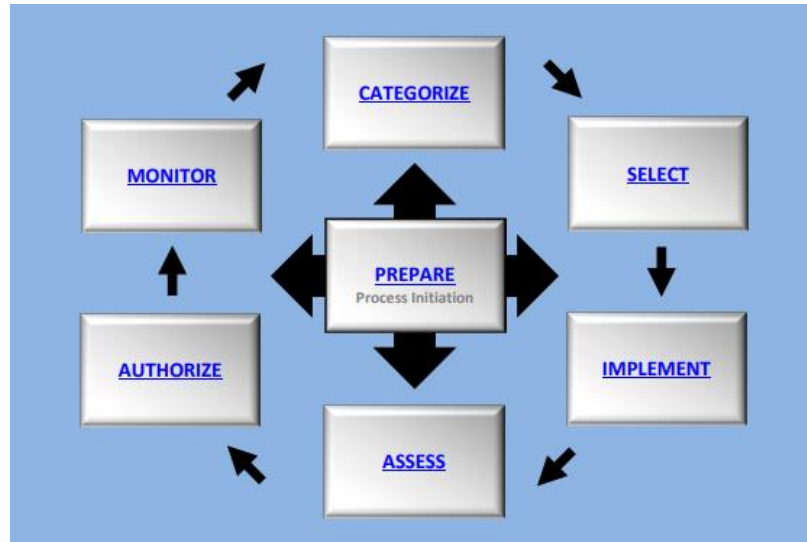 CATEGORIZE
SELECT
IMPLEMENT
ASSESS
AUTHORIZE
MONITOR
PREPARE
Process Initiation